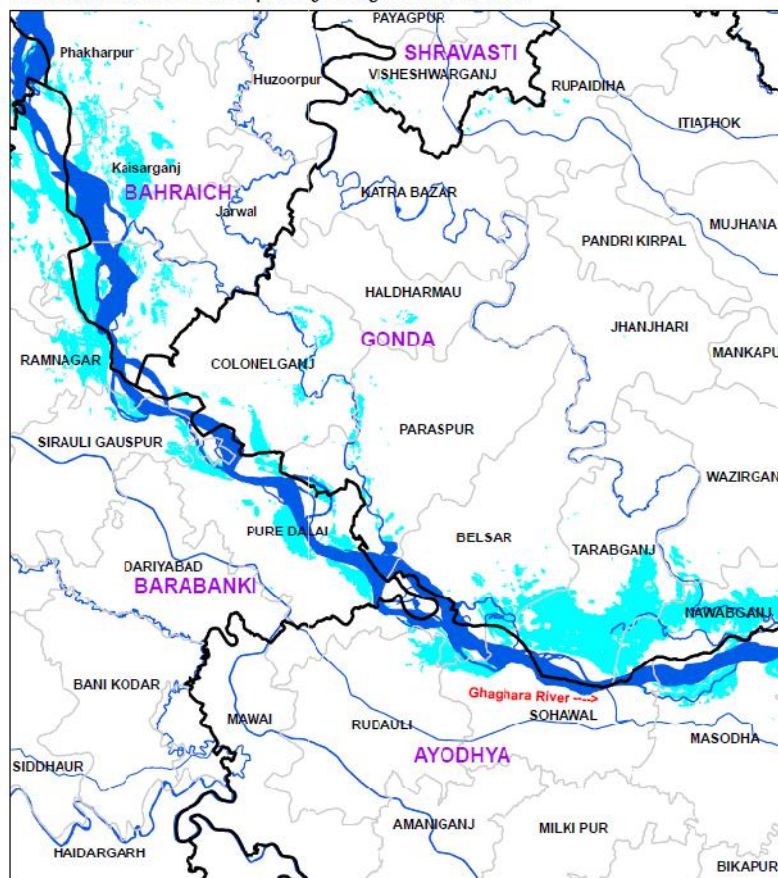 PAYAGPUR
SHRAVASTI
Phakharpur
VISHESHWARGANJ
Huzoorpur
RUPAIDIHA
ITIATHOK
Kaisarganj
BAHRAICH
KATRA BAZAR
Jarwal
MUJHANA
PANDRI KIRPAL
HALDHARMAU
JHANJHARI
GONDA
MANKAPU
RAMNAGAR
COLONELGANJ
PARASPUR
SIRAULI GAUSPUR
WAZIRGAN
PURE DALAI
BELSAR
TARABGANJ
DARIYABAD
BARABANKI
NAWABGANJ
BANI KODAR
Ghaghara River ---->
MAWAI
RUDAULI
SOHAWAL
MASODHA
SIDDHAUR
AYODHYA
AMANIGANJ
MILKI PUR
HAIDARGARH
BIKAPUR